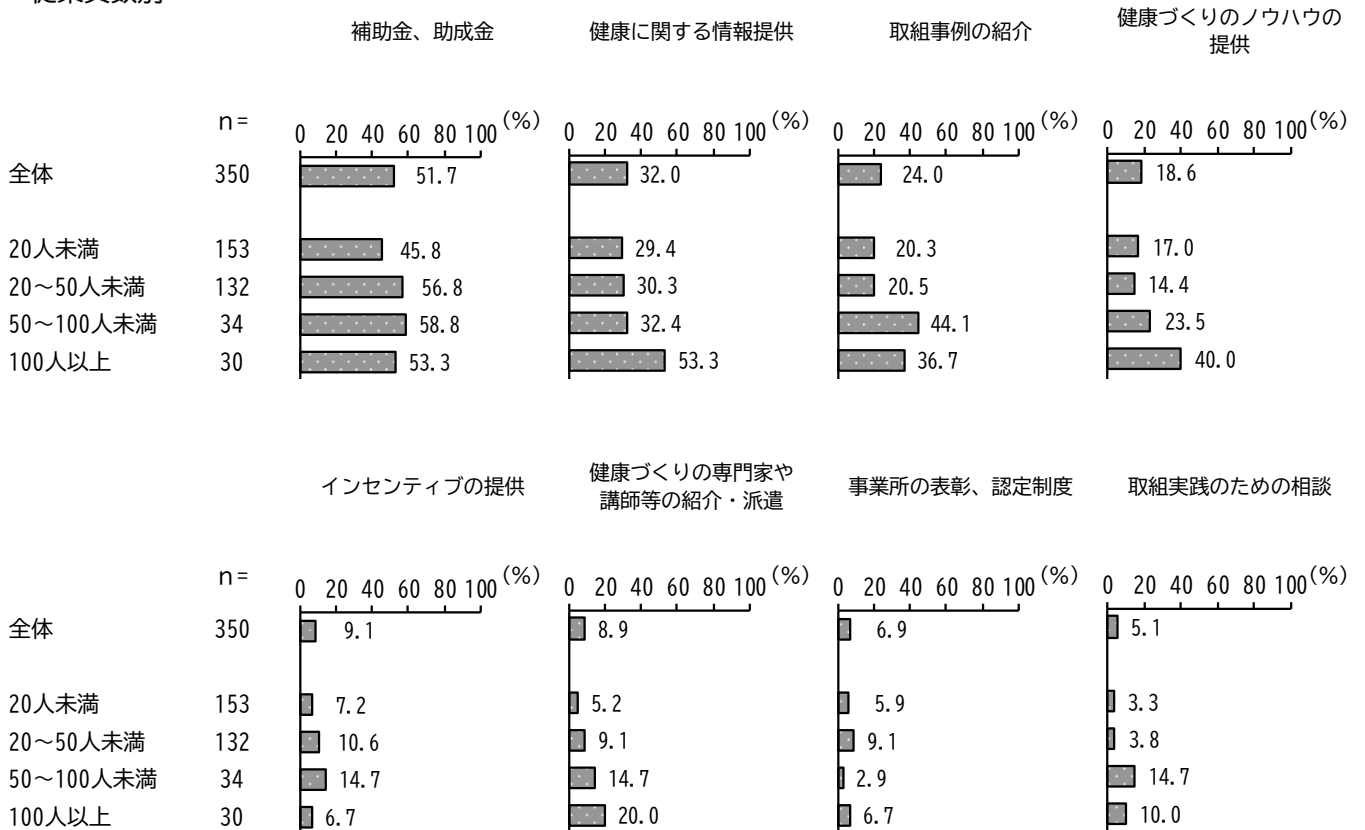 補助金、助成金 健康に関する情報提供 取組事例の紹介 健康づくりのノウハウの
提供
n= 0 20 40 60 80 100 (%) 0 20 40 60 80 100 (%) 0 20 40 60 80 100 (%) 0 20 40 60 80 100 (%)
全体 350 51.7 32.0 24.0 18.6
20人未満 153 45.8 29.4 20.3 17.0
20～50人未満 132 56.8 30.3 20.5 14.4
50～100人未満 34 58.8 32.4 44.1 23.5
100人以上 30 53.3 53.3 36.7 40.0
インセンティブの提供 健康づくりの専門家や
講師等の紹介・派遣 事業所の表彰、認定制度 取組実践のための相談
n= 0 20 40 60 80 100 (%) 0 20 40 60 80 100 (%) 0 20 40 60 80 100 (%) 0 20 40 60 80 100 (%)
全体 350 9.1 8.9 6.9 5.1
20人未満 153 7.2 5.2 5.9 3.3
20～50人未満 132 10.6 9.1 9.1 3.8
50～100人未満 34 14.7 14.7 2.9 14.7
100人以上 30 6.7 20.0 6.7 10.0